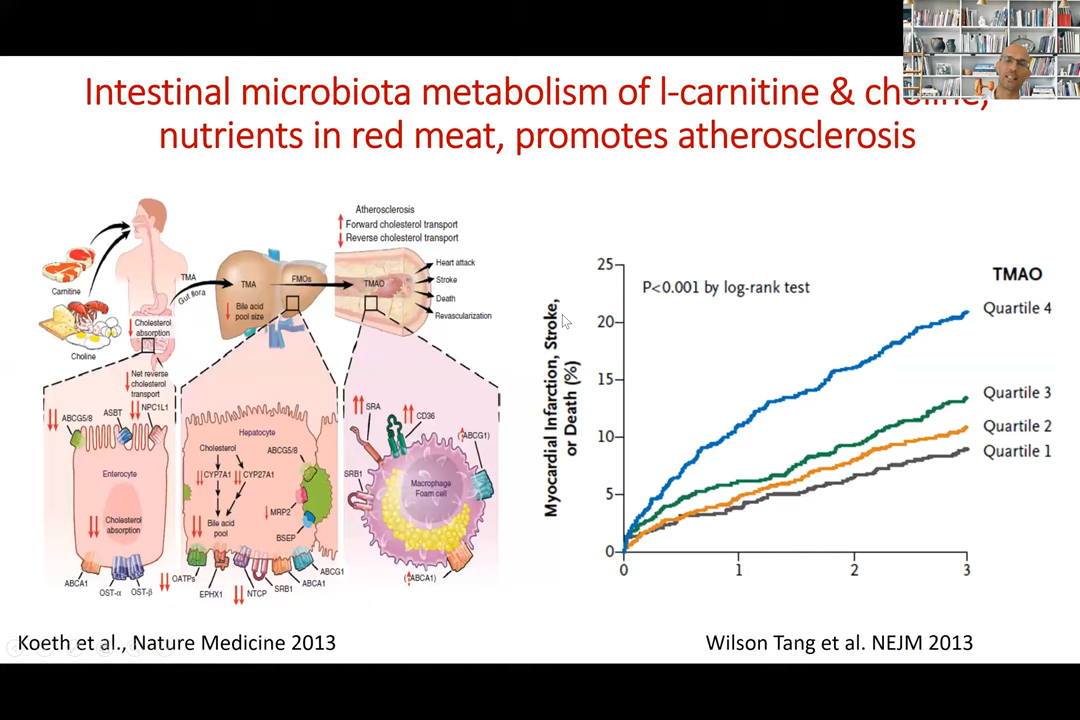 Intestinal microbiota metabolism of l-carnitine & choline,
nutrients in red meat, promotes atherosclerosis
Atherosclerosis
Forward cholesterol transport
Reverse cholesterol transport
Carnitine
Choline
Cholesterol
absorption
TMA
Gut flora
TMA
FMOs
Bile acid
pool size
TMAO
Heart attack
Stroke
Death
Revascularization
Net reverse
cholesterol
transport
ABCG5/8
ASBT
NPC1L1
Enterocyte
Cholesterol
absorption
ABCA1
OST-α
OST-β
Hepatocyte
Cholesterol
ABCG5/8
CYP7A1
CYP27A1
MRP2
Bile acid
pool
BSEP
OATPs
EPHX1
NTCP
SRB1
ABCA1
ABCG1
SRA
CD36
(ABCG1)
SRB1
Macrophage
Foam cell
(ABCA1)
Myocardial Infarction, Stroke,
or Death (%)
25
20
15
10
5
0
0
1
2
3
P<0.001 by log-rank test
TMAO
Quartile 4
Quartile 3
Quartile 2
Quartile 1
Koeth et al., Nature Medicine 2013
Wilson Tang et al. NEJM 2013